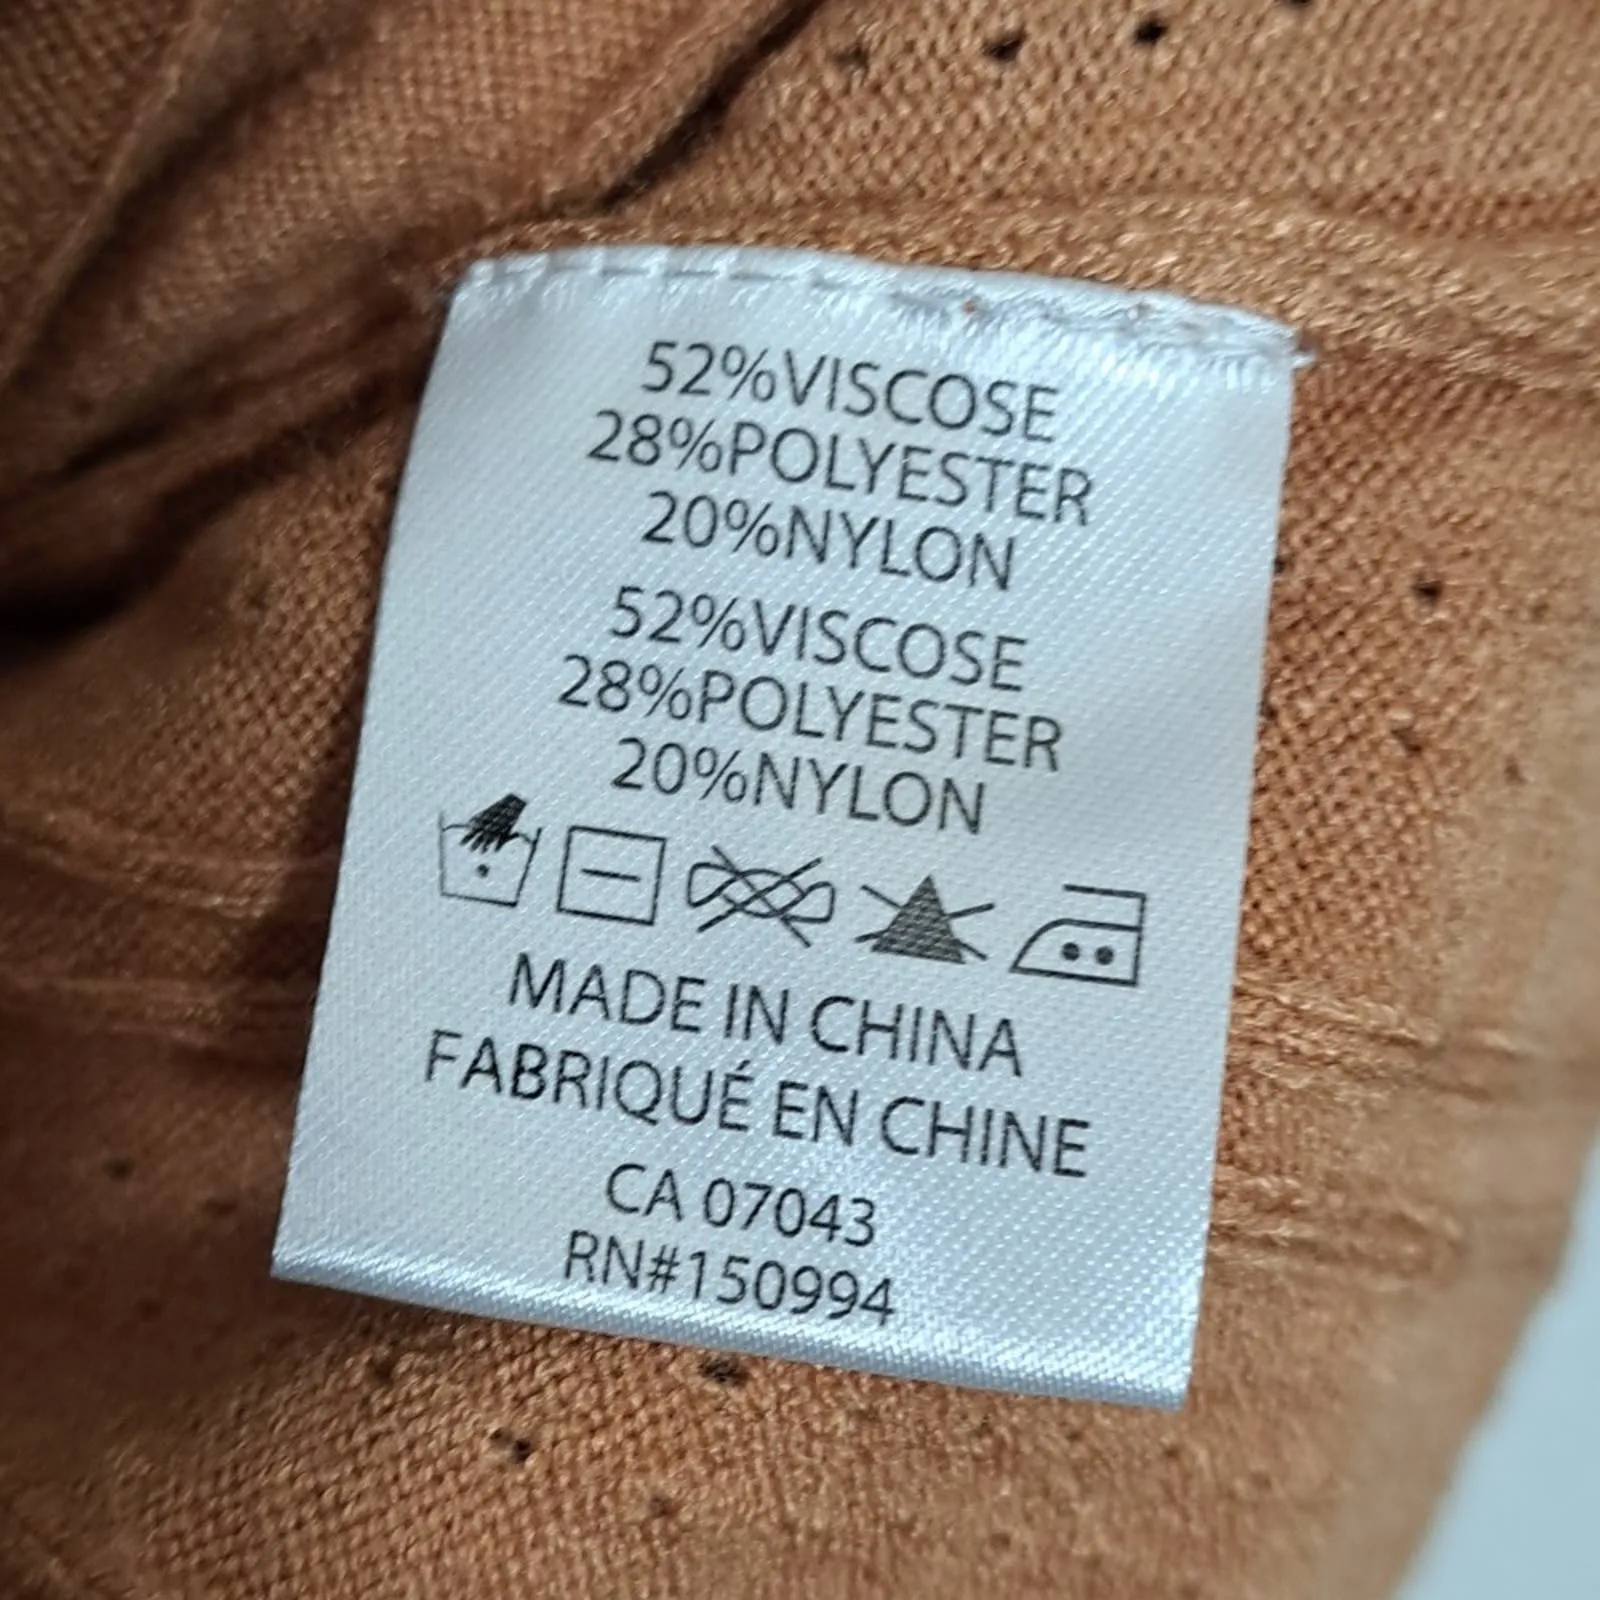 52%VISCOSE
28%POLYESTER
20%NYLON
52%VISCOSE
28%POLYESTER
20%NYLON
MADE IN CHINA
FABRIQUÉ EN CHINE
CA 07043
RN#150994